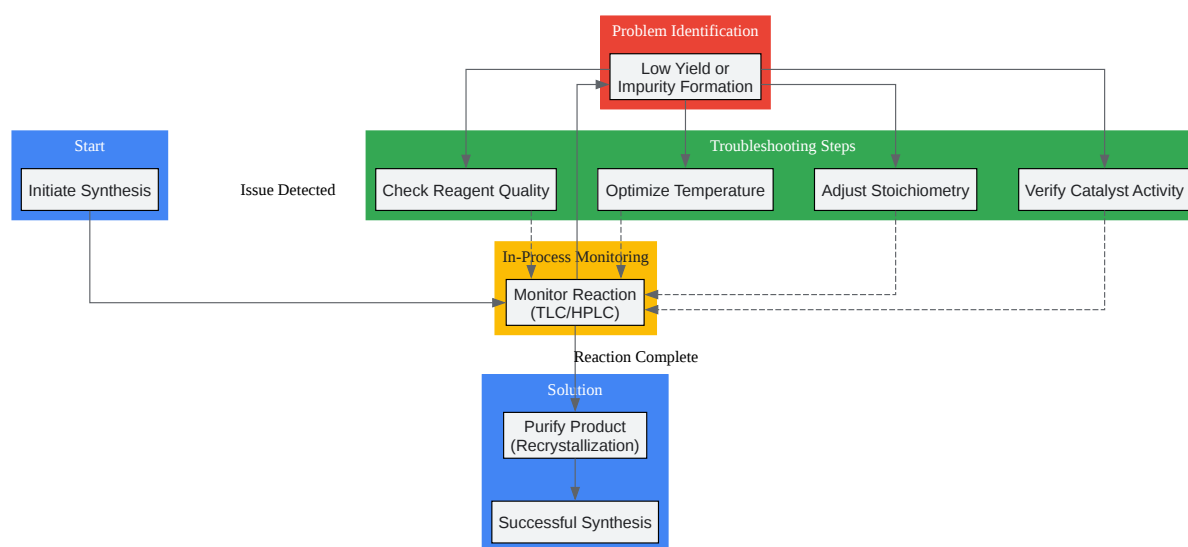 Problem Identification
Low Yield or
Impurity Formation
Start
Initiate Synthesis
Issue Detected
Troubleshooting Steps
Check Reagent Quality
Optimize Temperature
Adjust Stoichiometry
Verify Catalyst Activity
In-Process Monitoring
Monitor Reaction
(TLC/HPLC)
Reaction Complete
Solution
Purify Product
(Recrystallization)
Successful Synthesis